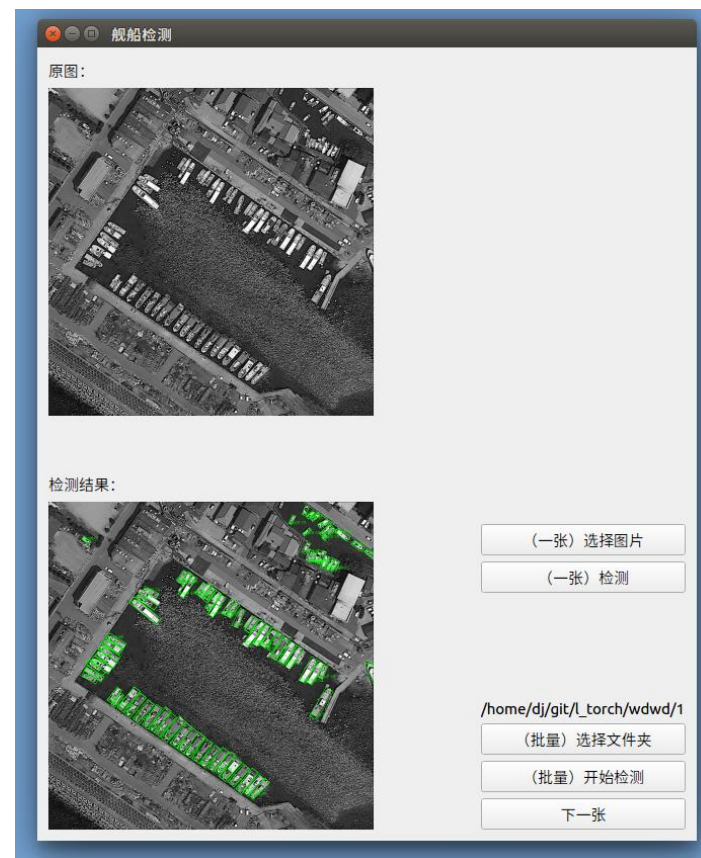 舰船检测
原图:
检测结果:
（一张）选择图片
（一张）检测
/home/dj/git/l_torch/wdwd/1
（批量）选择文件夹
（批量）开始检测
下一张